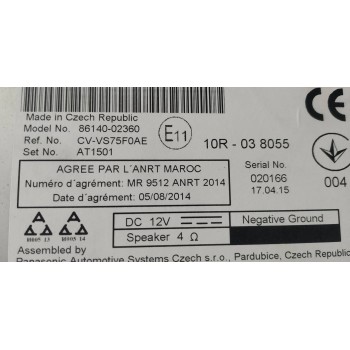 Made in Czech Republic
Model No. 86140-02360
Ref. No. CV-VS75F0AE
Set No. AT1501
E11
10R - 03 8055
CE
AGREE PAR L'ANRT MAROC
Numéro d'agrément: MR 9512 ANRT 2014
Date d'agrément: 05/08/2014
Serial No.
020166
17.04.15
004
DC 12V
Negative Ground
Speaker 4 Ω
Assembled by
Panasonic Automotive Systems Czech s.r.o., Pardubice, Czech Republic